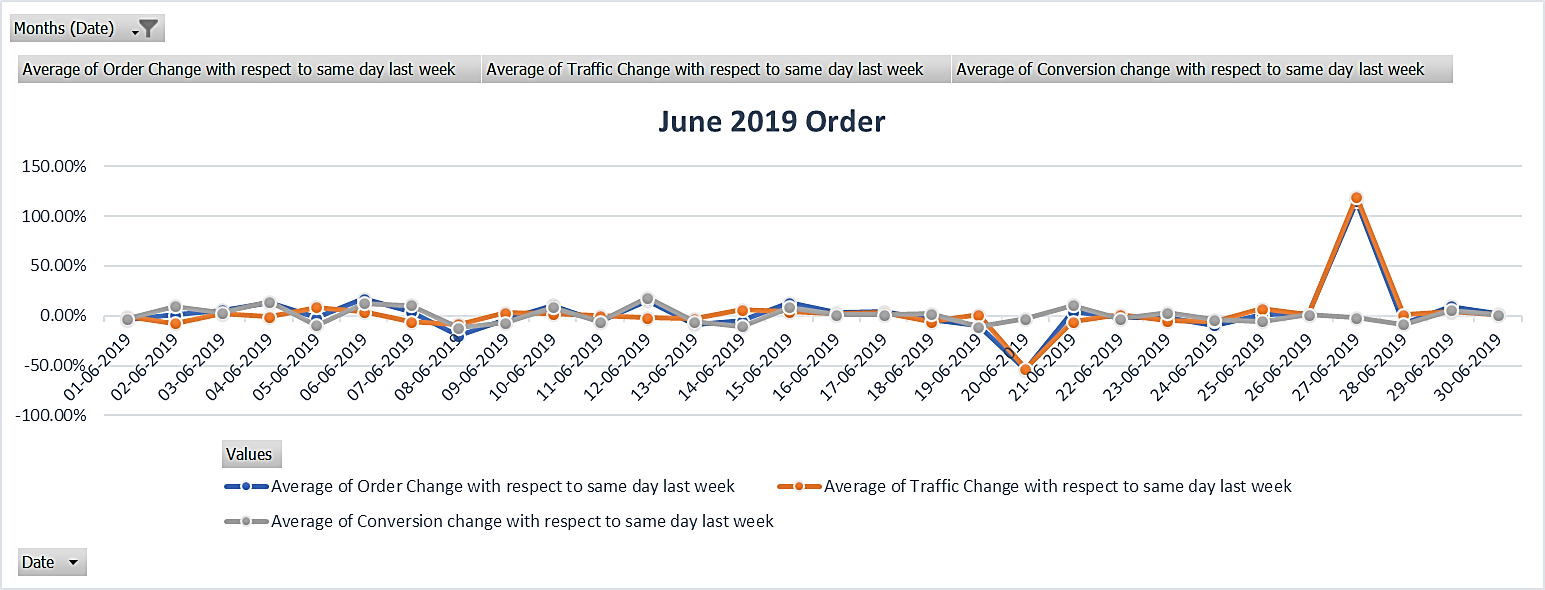 Months (Date)
Average of Order Change with respect to same day last week Average of Traffic Change with respect to same day last week Average of Conversion change with respect to same day last week
June 2019 Order
150.00%
100.00%
50.00%
0.00%
-50.00%
-100.00%
01-06-2019 02-06-2019 03-06-2019 04-06-2019 05-06-2019 06-06-2019 07-06-2019 08-06-2019 09-06-2019 10-06-2019 11-06-2019 12-06-2019 13-06-2019 14-06-2019 15-06-2019 16-06-2019 17-06-2019 18-06-2019 19-06-2019 20-06-2019 21-06-2019 22-06-2019 23-06-2019 24-06-2019 25-06-2019 26-06-2019 27-06-2019 28-06-2019 29-06-2019 30-06-2019
Values
Average of Order Change with respect to same day last week Average of Traffic Change with respect to same day last week
Average of Conversion change with respect to same day last week
Date